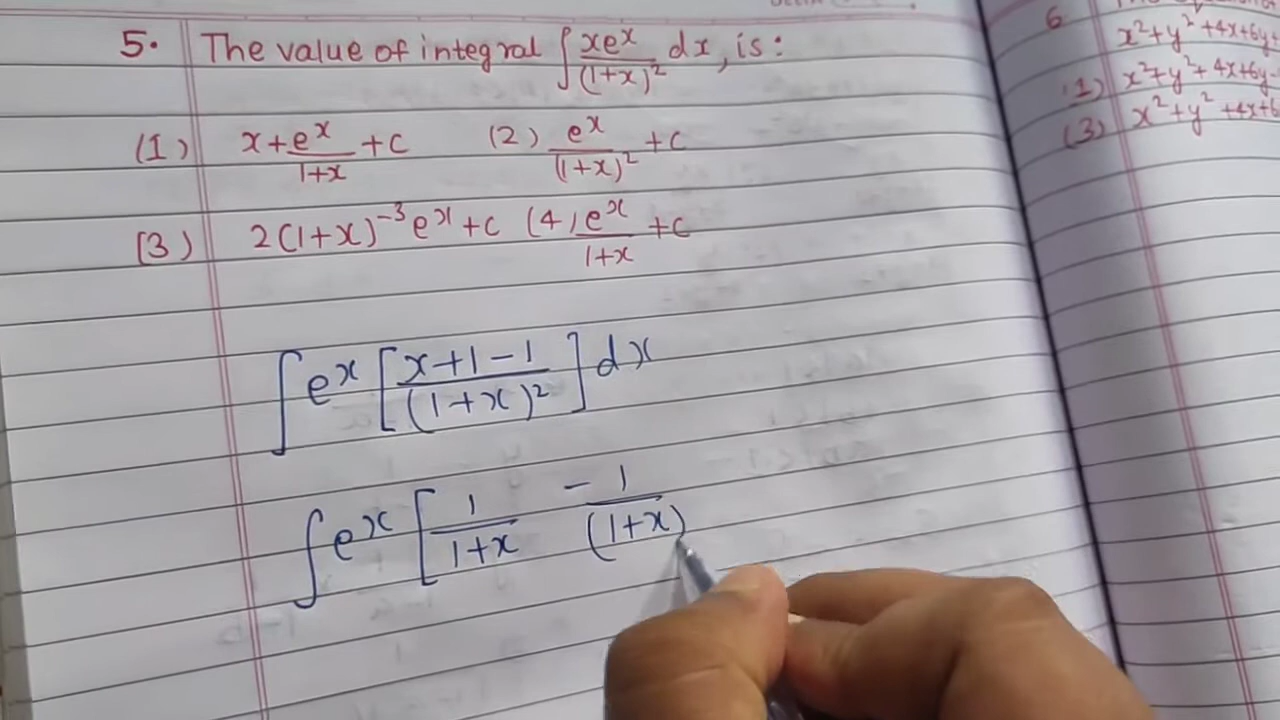 5. The value of integral ∫ xe^x/(1+x)^2 dx, is:
(1) x+e^x/1+x +c (2) e^x/(1+x)^2 +c
(3) 2(1+x)^-3 e^x +c (4) e^x/1+x +c
∫ e^x [x+1-1/(1+x)^2] dx
∫ e^x [1/1+x - 1/(1+x)
6
x^2+y^2+4x+6y
(1) x^2+y^2+4x+6y-
(3) x^2+y^2+4x+6